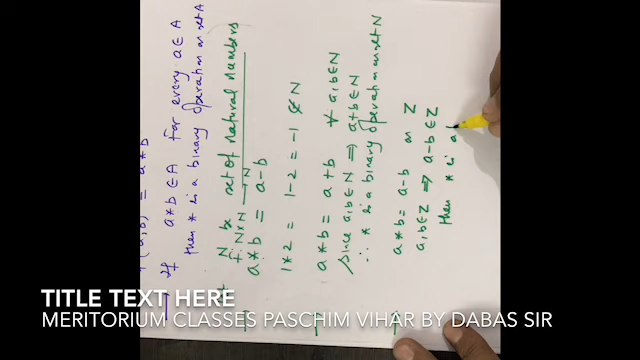 f(a,b) = a*b
If a*b ∈ A for every a ∈ A
then * is a binary operation on set A
N be set of natural numbers
f: N×N → N
a*b = a-b
1*2 = 1-2 = -1 ∉ N
a*b = a+b ∀ a,b∈N
Since a,b∈N ⇒ a+b∈N
∴ * is a binary operation on set N
a*b = a-b on Z
a,b∈Z ⇒ a-b∈Z
then * is a b
TITLE TEXT HERE
MERITORIUM CLASSES PASCHIM VIHAR BY DABAS SIR